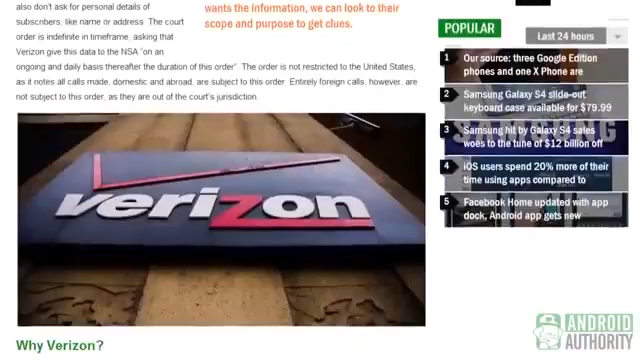 also don't ask for personal details of
subscribers, like name or address. The court
order is indefinite in timeframe, asking that
Verizon give this data to the NSA "on an
ongoing and daily basis thereafter the duration of this order". The order is not restricted to the United States,
as it notes all calls made, domestic and abroad, are subject to this order. Entirely foreign calls, however, are
not subject to this order, as they are out of the court's jurisdiction.
wants the information, we can look to their
scope and purpose to get clues.
verizon
Why Verizon?
POPULAR
Last 24 hours
1 Our source: three Google Edition
phones and one X Phone are
2 Samsung Galaxy S4 slide-out
keyboard case available for $79.99
3 Samsung hit by Galaxy S4 sales
woes to the tune of $12 billion off
SAMSUNG
4 iOS users spend 20% more of their
time using apps compared to
5 Facebook Home updated with app
dock, Android app gets new
ANDROID
AUTHORITY